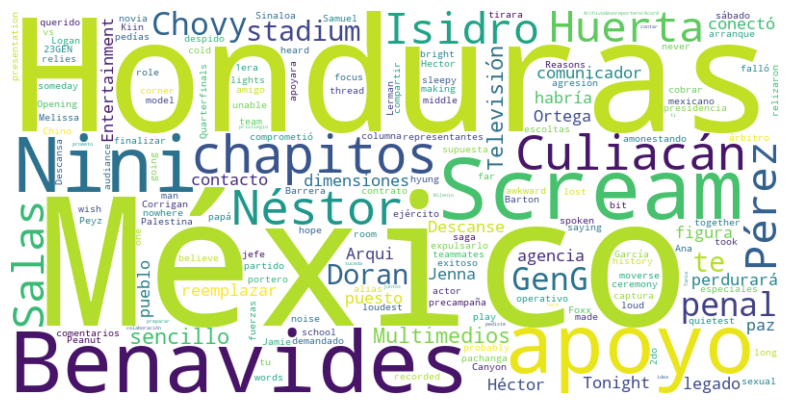 Honduras
México
Scream
Benavides
apoyo
Nini
chapitos
Culiacán
Néstor
Isidro
Huerta
Chovy
stadium
Salas
Pérez
penal
GenG
Doran
te
Televisión
Entertainment
conectó
comunicador
habría
Ortega
contacto
dimensiones
Descanse
Arqui
puesto
Jenna
agencia
figura
perdurará
paz
legado
Héctor
Tonight
Multimedios
sencillo
reemplazar
pueblo
querido
novia
Sinaloa
Samuel
sábado
arranque
vs
Logan
Kiin
pedías
despido
cold
heard
bright
Hector
Reasons
never
23GEN
relies
presentation
someday
Opening
Melissa
role
model
Quarterfinals
1era
lights
amigo
unable
team
apoyara
tirara
focus
thread
Lerman
compartir
sleepy
making
middle
corner
Chino
finalizar
comprometió
columna
representantes
agresión
escoltas
falló
cobrar
mexicano
presidencia
relizaron
amonestando
supuesta
árbitro
Descansa
audiance
going
man
Corrigan
nowhere
Palestina
wish
Peyz
one
Barrera
contrato
hyung
far
awkward
Barton
lost
bit
spoken
saying
together
took
Ana
García
history
moverse
ceremony
especiales
papá
ejército
hope
room
saga
expulsarlo
teammates
exitoso
believe
jefe
partido
portero
alias
loudest
actor
precampaña
operativo
Foxx
made
captura
loud
quietest
noise
school
demandado
fuerzas
comentarios
Peanut
Jamie
tu
words
play
probably
pachanga
Canyon
recorded
2do
long
sexual